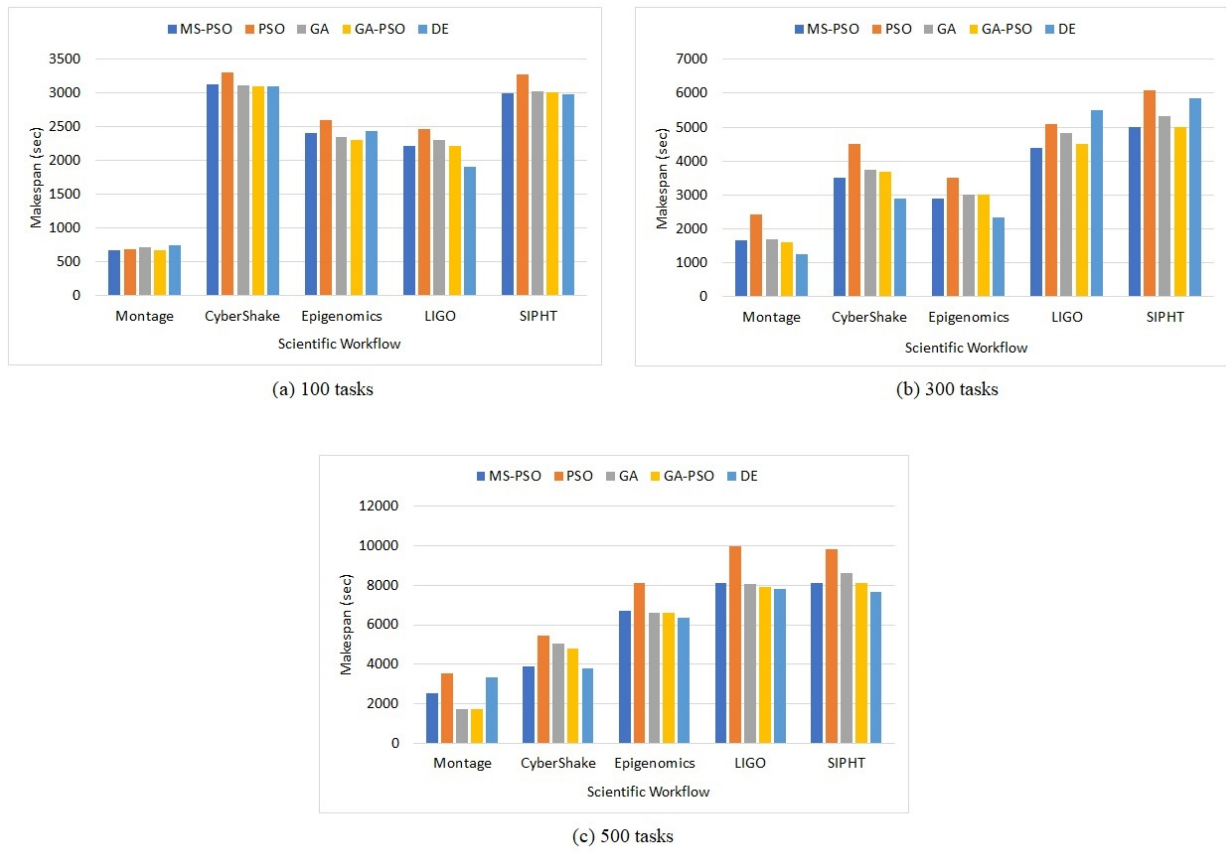 MS-PSO PSO GA GA-PSO DE
3500
3000
2500
2000
1500
1000
500
0
Makespan (sec)
Montage CyberShake Epigenomics LIGO SIPHT
Scientific Workflow
(a) 100 tasks
MS-PSO PSO GA GA-PSO DE
7000
6000
5000
4000
3000
2000
1000
0
Makespan (sec)
Montage CyberShake Epigenomics LIGO SIPHT
Scientific Workflow
(b) 300 tasks
MS-PSO PSO GA GA-PSO DE
12000
10000
8000
6000
4000
2000
0
Makespan (sec)
Montage CyberShake Epigenomics LIGO SIPHT
Scientific Workflow
(c) 500 tasks